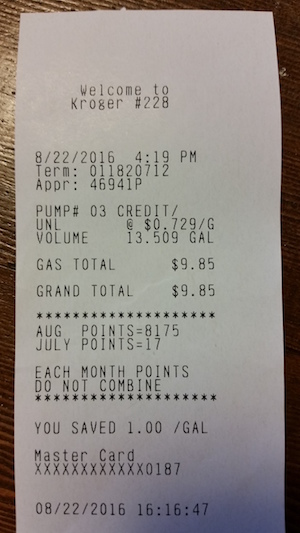 Welcome to
Kroger #228
8/22/2016 4:19 PM
Term: 011820712
Appr: 46941P
PUMP# 03 CREDIT/
UNL @ $0.729/G
VOLUME 13.509 GAL
GAS TOTAL $9.85
GRAND TOTAL $9.85
********************
AUG POINTS=8175
JULY POINTS=17
EACH MONTH POINTS
DO NOT COMBINE
********************
YOU SAVED 1.00 /GAL
Master Card
XXXXXXXXXXXX0187
08/22/2016 16:16:47